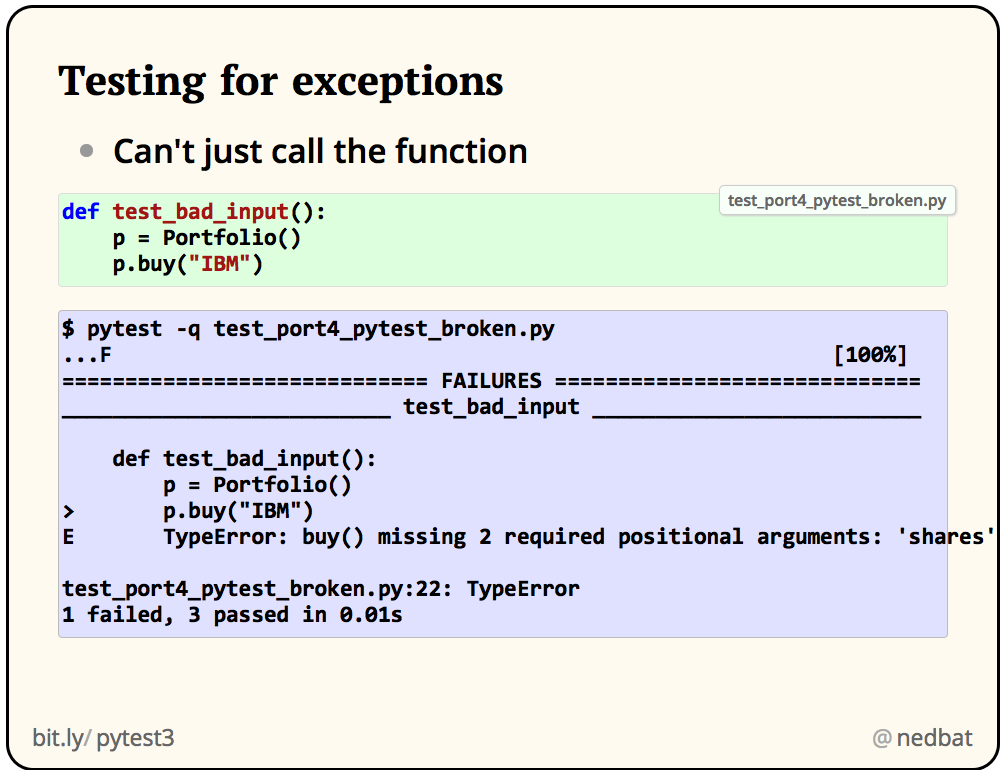 Testing for exceptions
Can't just call the function
test_port4_pytest_broken.py
def test_bad_input():
    p = Portfolio()
    p.buy("IBM")
$ pytest -q test_port4_pytest_broken.py
...F                                                         [100%]
============================= FAILURES =============================
__________________________ test_bad_input __________________________

    def test_bad_input():
        p = Portfolio()
>       p.buy("IBM")
E       TypeError: buy() missing 2 required positional arguments: 'shares'

test_port4_pytest_broken.py:22: TypeError
1 failed, 3 passed in 0.01s
bit.ly/pytest3
@nedbat